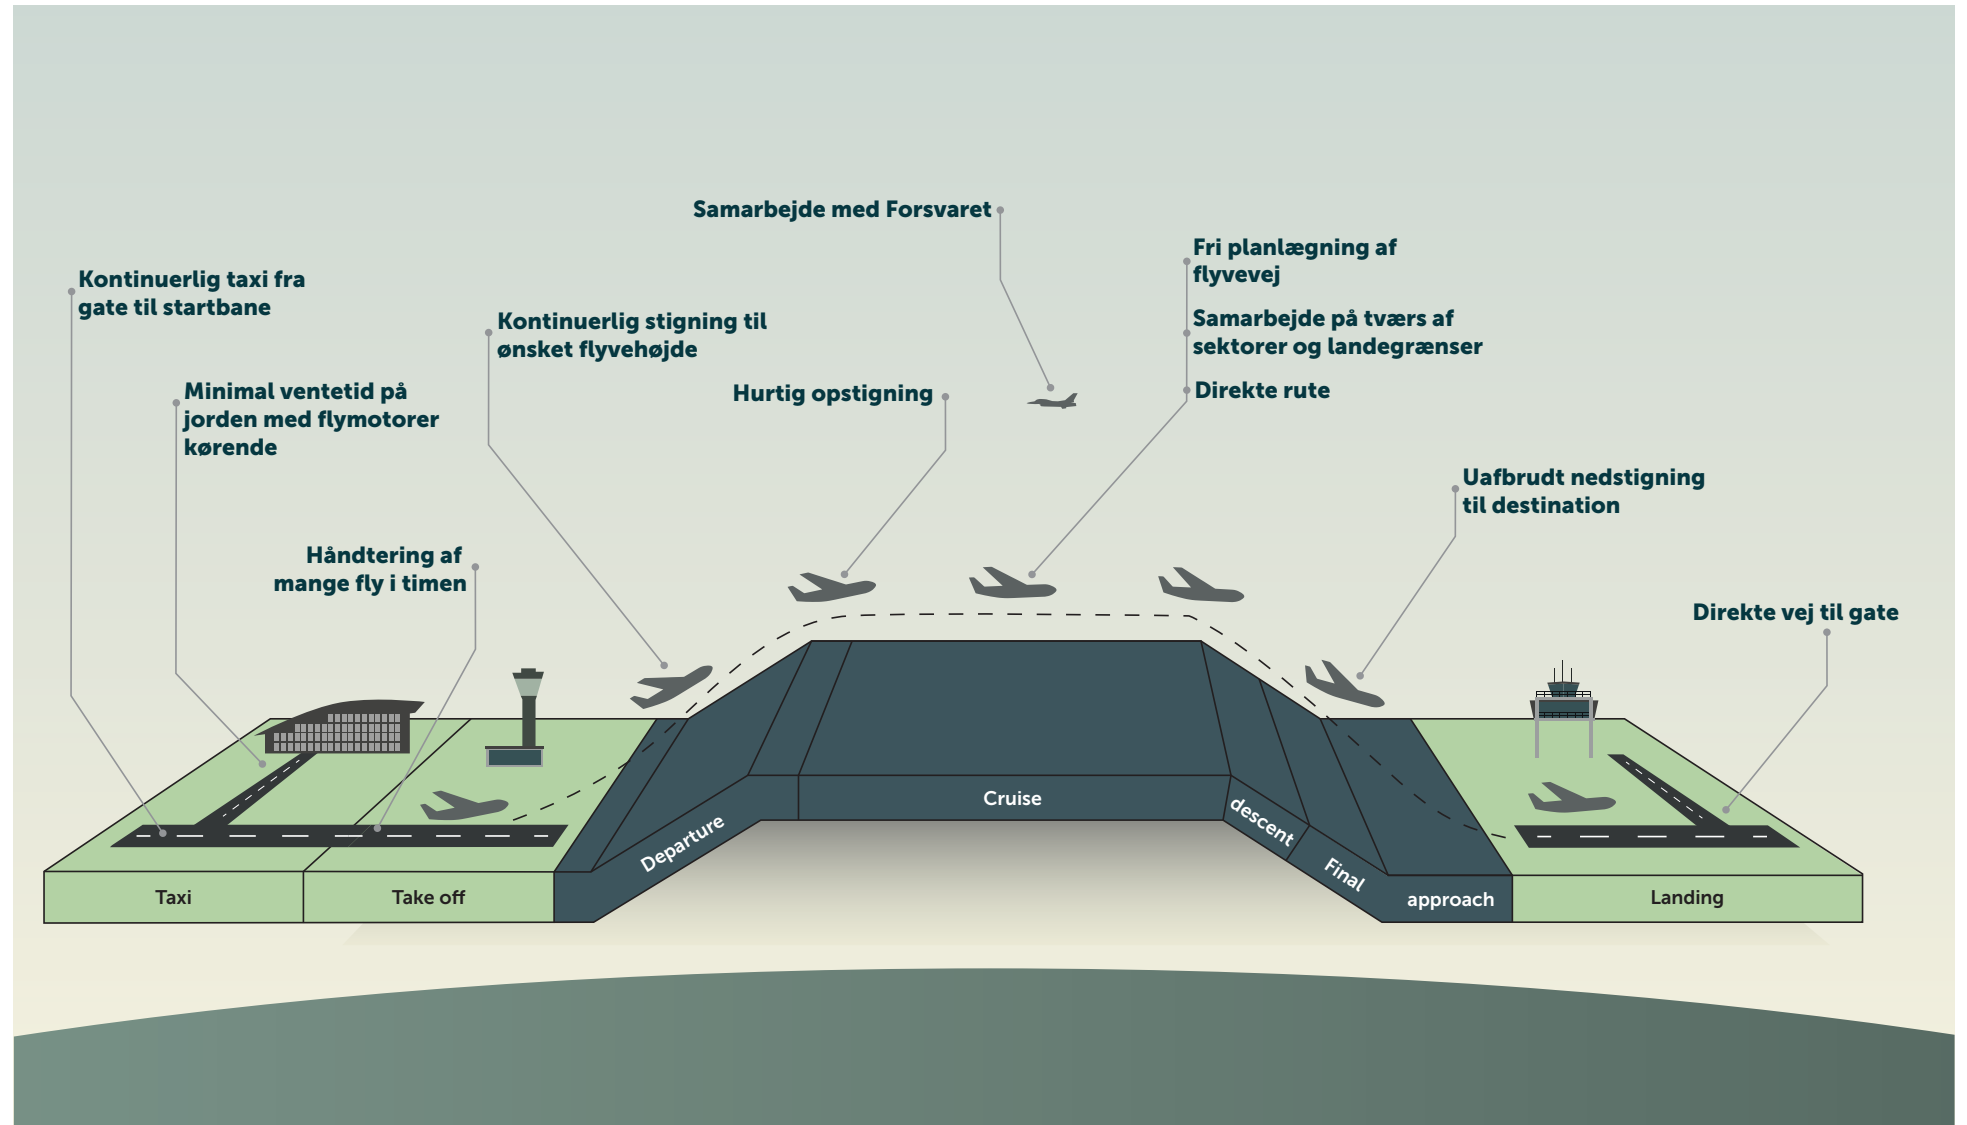 Samarbejde med Forsvaret
Fri planlægning af
flyvevej
Kontinuerlig taxi fra
gate til startbane
Kontinuerlig stigning til
ønsket flyvehøjde
Samarbejde på tværs af
sektorer og landegrænser
Minimal ventetid på
jorden med flymotorer
kørende
Hurtig opstigning
Direkte rute
Uafbrudt nedstigning
til destination
Håndtering af
mange fly i timen
Direkte vej til gate
Taxi
Take off
Departure
Cruise
descent
Final
approach
Landing